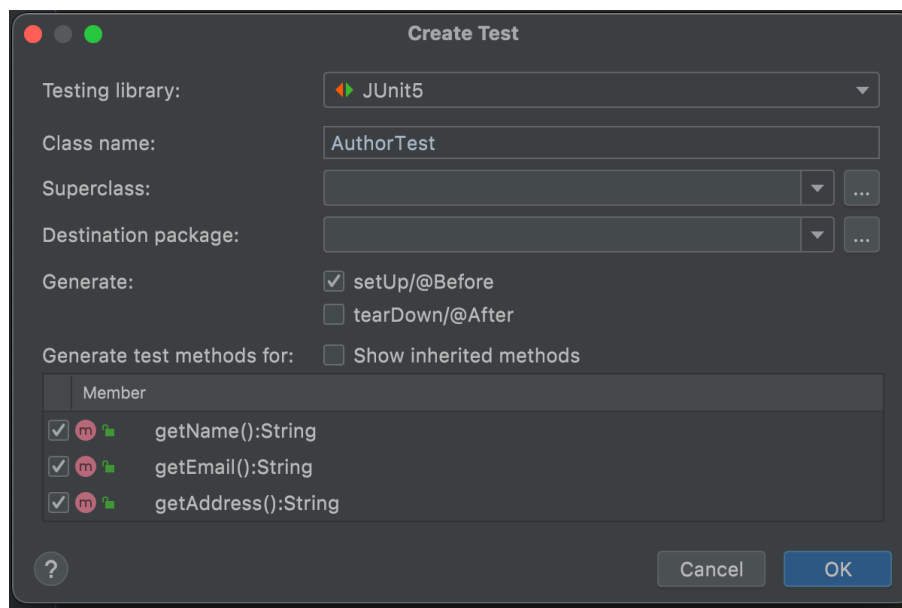 Create Test
Testing library: JUnit5
Class name: AuthorTest
Superclass: ...
Destination package: ...
Generate: setUp/@Before
tearDown/@After
Generate test methods for: Show inherited methods
Member
m getName():String
m getEmail():String
m getAddress():String
? Cancel OK